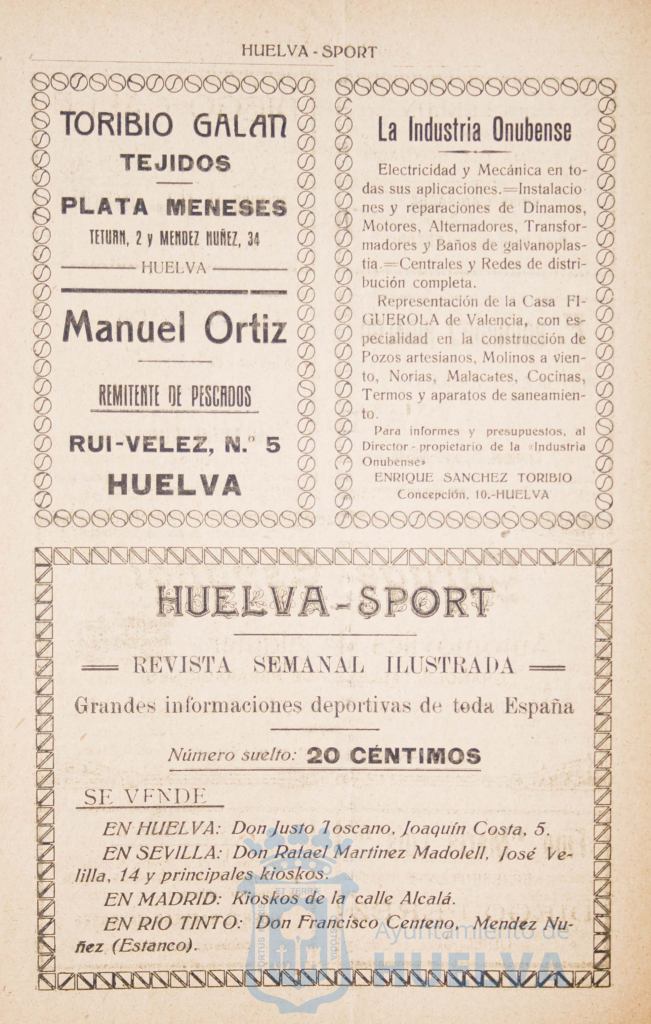 HUELVA - SPORT
TORIBIO GALAN
TEJIDOS
PLATA MENESES
TETURN, 2 y MENDEZ NUÑEZ, 34
HUELVA
Manuel Ortiz
REMITENTE DE PESCADOS
RUI-VELEZ, N.º 5
HUELVA
La Industria Onubense
Electricidad y Mecánica en to-
das sus aplicaciones.=Instalacio
nes y reparaciones de Dinamos,
Motores, Alternadores, Transfor-
madores y Baños de galvanoplas-
tia.=Centrales y Redes de distri-
bución completa.
Representación de la Casa FI-
GUEROLA de Valencia, con es-
pecialidad en la construcción de
Pozos artesianos, Molinos a vien-
to, Norias, Malacates, Cocinas,
Termos y aparatos de saneamien-
to.
Para informes y presupuestos, al
Director - propietario de la «Industria
Onubense»
ENRIQUE SANCHEZ TORIBIO
Concepción, 10.-HUELVA
HUELVA-SPORT
REVISTA SEMANAL ILUSTRADA
Grandes informaciones deportivas de toda España
Número suelto: 20 CÉNTIMOS
SE VENDE
EN HUELVA: Don Justo Toscano, Joaquín Costa, 5.
EN SEVILLA: Don Rafael Martinez Madolell, José Ve-
lilla, 14 y principales kioskos.
EN MADRID: Kioskos de la calle Alcalá.
EN RIO TINTO: Don Francisco Centeno, Mendez Nu-
ñez (Estanco).
Ayuntamiento de
HUELVA